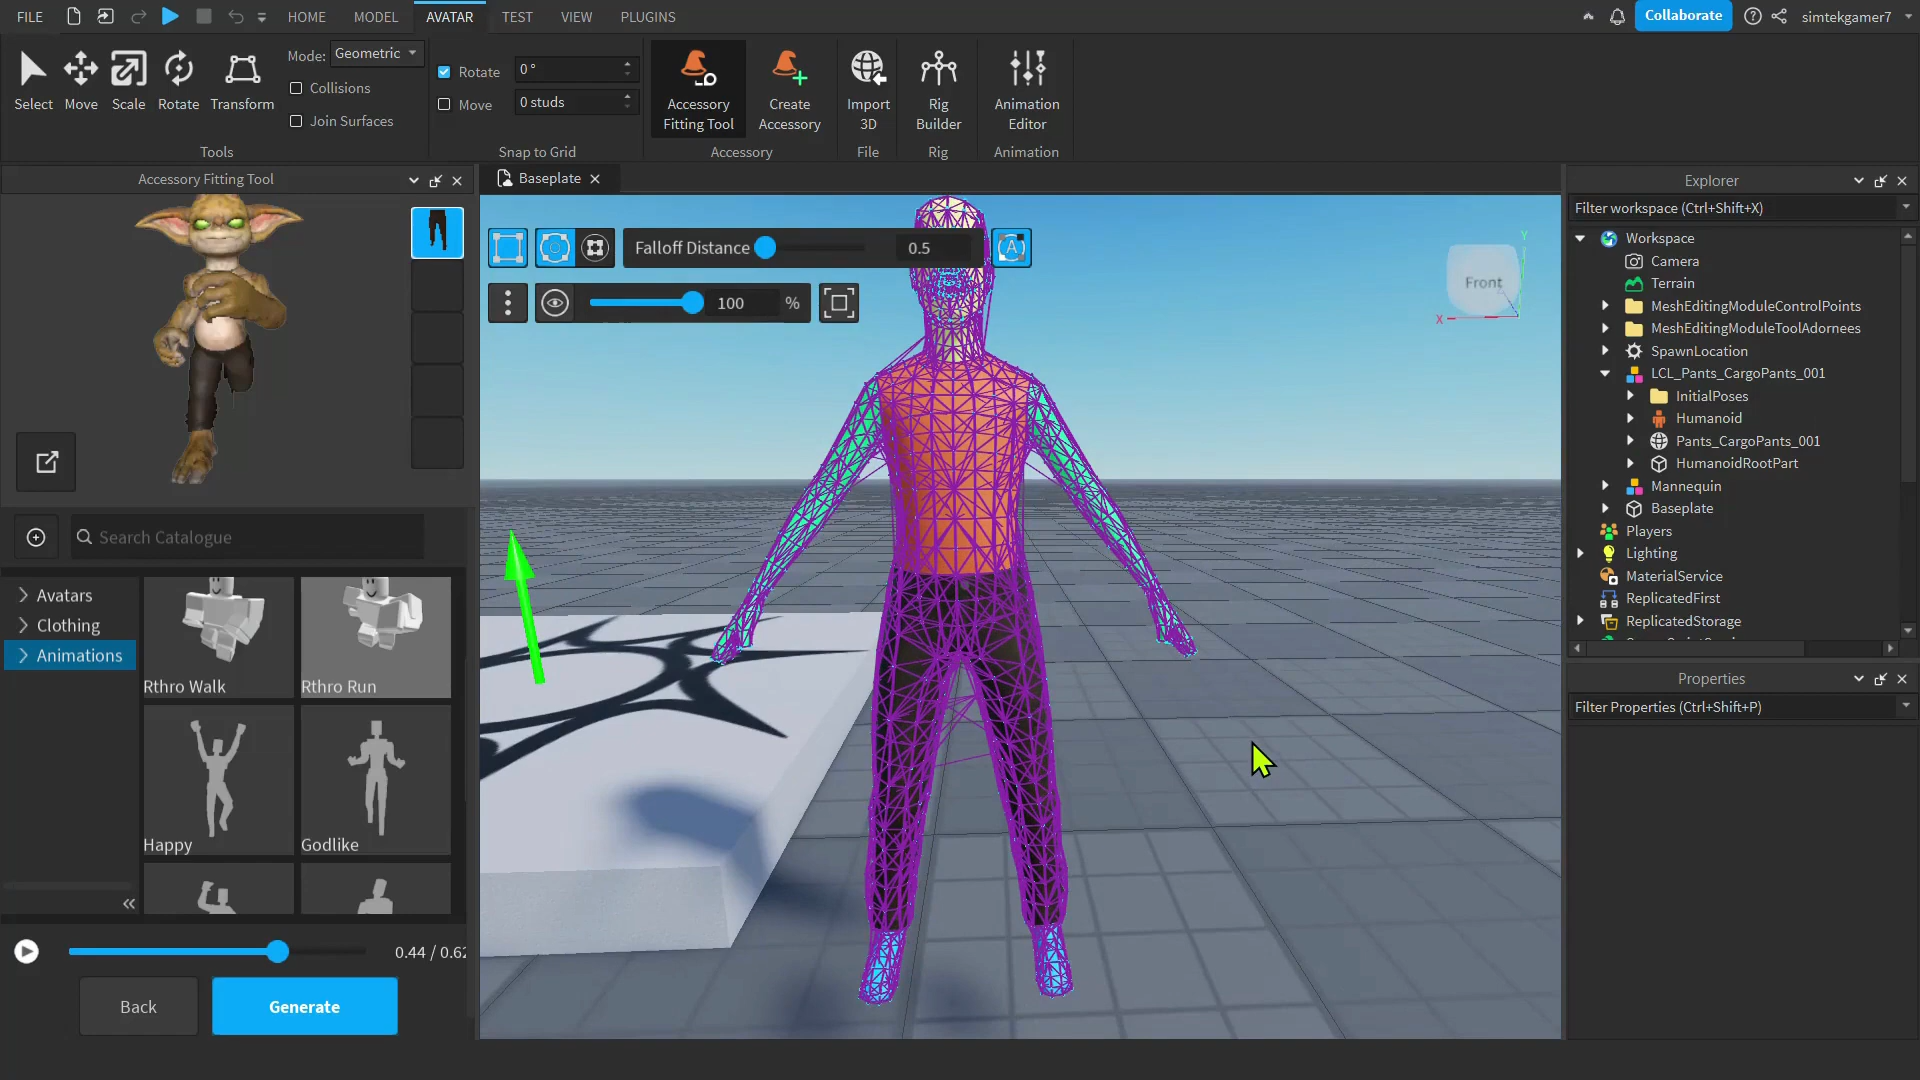 FILE HOME MODEL AVATAR TEST VIEW PLUGINS Collaborate simtekgamer7
Select Move Scale Rotate Transform
Mode: Geometric
Collisions
Join Surfaces
Tools
Rotate 0 °
Move 0 studs
Snap to Grid
Accessory
Fitting Tool
Create
Accessory
Accessory
Import
3D
File
Rig
Builder
Rig
Animation
Editor
Animation
Accessory Fitting Tool
Search Catalogue
Avatars
Clothing
Animations
Rthro Walk
Rthro Run
Happy
Godlike
0.44 / 0.62
Back
Generate
Baseplate
Falloff Distance 0.5
A
100 %
Front
Y
X
Explorer
Filter workspace (Ctrl+Shift+X)
Workspace
Camera
Terrain
MeshEditingModuleControlPoints
MeshEditingModuleToolAdornees
SpawnLocation
LCL_Pants_CargoPants_001
InitialPoses
Humanoid
Pants_CargoPants_001
HumanoidRootPart
Mannequin
Baseplate
Players
Lighting
MaterialService
ReplicatedFirst
ReplicatedStorage
Properties
Filter Properties (Ctrl+Shift+P)